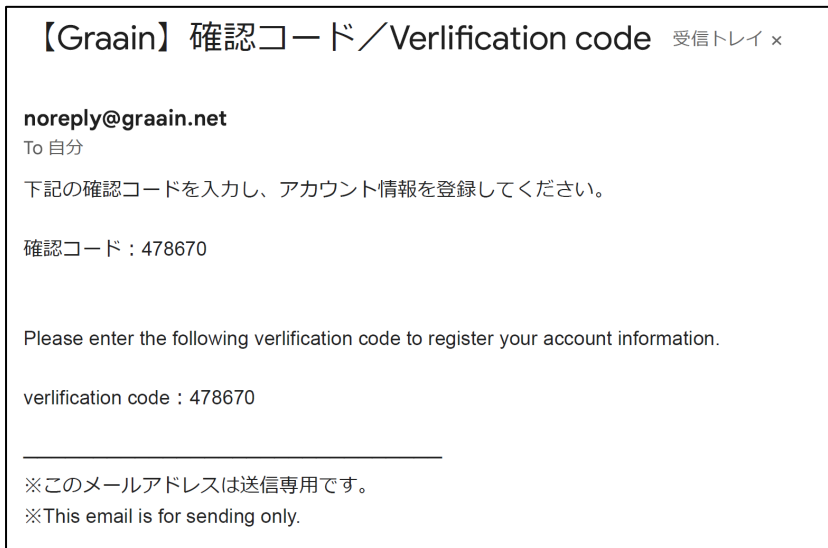 【Graain】確認コード／Verlification code 受信トレイ ×
noreply@graain.net
To 自分
下記の確認コードを入力し、アカウント情報を登録してください。
確認コード：478670
Please enter the following verlification code to register your account information.
verlification code：478670
※このメールアドレスは送信専用です。
※This email is for sending only.